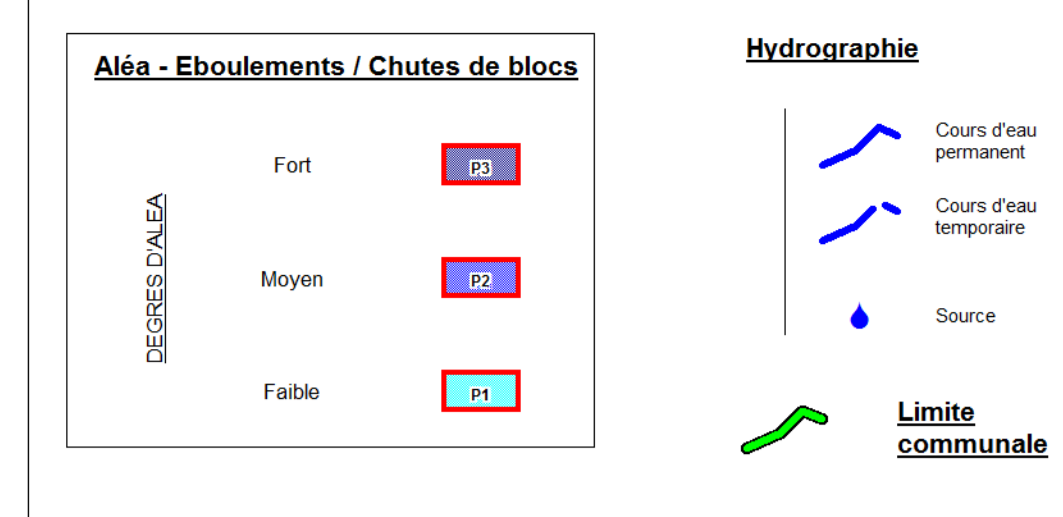 Aléa - Eboulements / Chutes de blocs
DEGRES D'ALEA
Fort
P3
Moyen
P2
Faible
P1
Hydrographie
Cours d'eau
permanent
Cours d'eau
temporaire
Source
Limite
communale